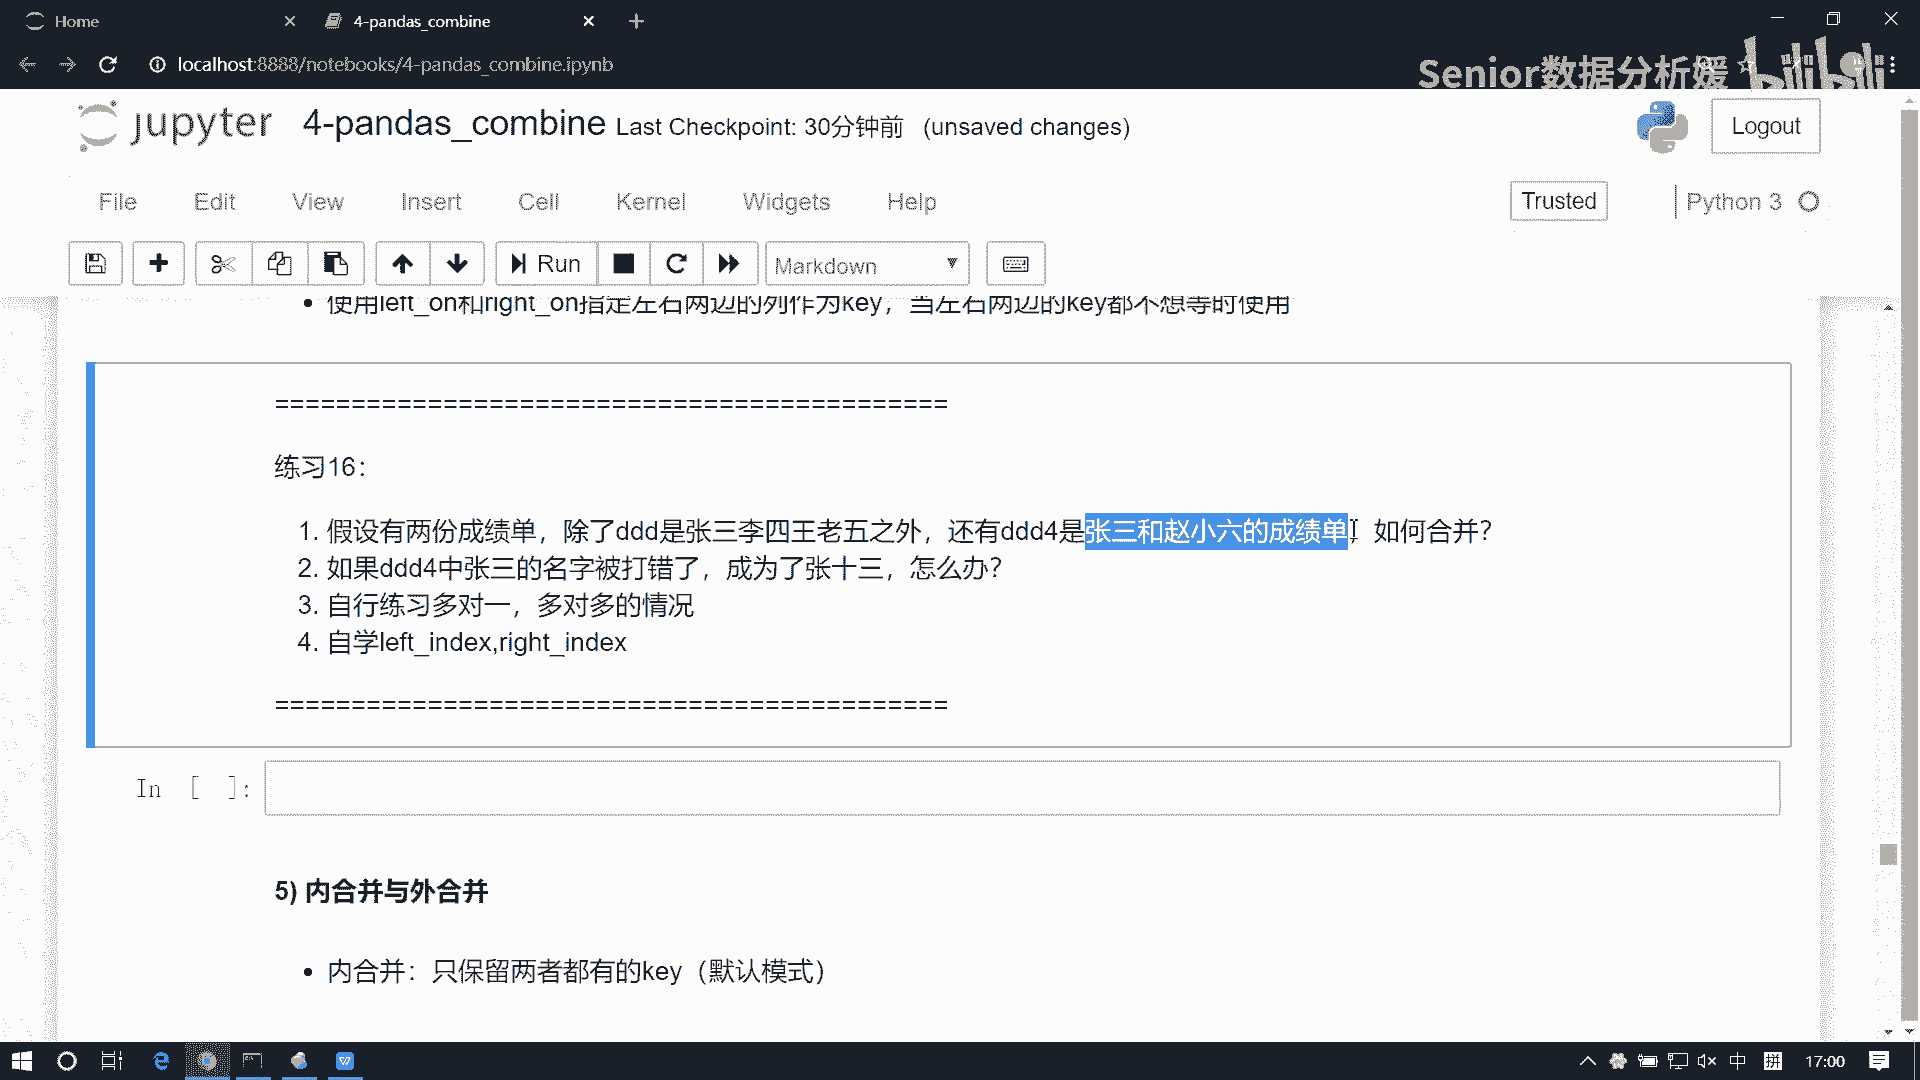 Home
4-pandas_combine
localhost:8888/notebooks/4-pandas_combine.ipynb
Senior数据分析媛
bilibili
jupyter 4-pandas_combine Last Checkpoint: 30分钟前 (unsaved changes)
Logout
File Edit View Insert Cell Kernel Widgets Help
Trusted
Python 3
Run
Markdown
使用left_on和right_on指定左右两边的列作为key，当左右两边的key都不想等时使用
============================================
练习16：
1. 假设有两份成绩单，除了ddd是张三李四王老五之外，还有ddd4是张三和赵小六的成绩单，如何合并？
2. 如果ddd4中张三的名字被打错了，成为了张十三，怎么办？
3. 自行练习多对一，多对多的情况
4. 自学left_index,right_index
============================================
In [ ]:
5) 内合并与外合并
内合并：只保留两者都有的key（默认模式）
中
拼
17:00